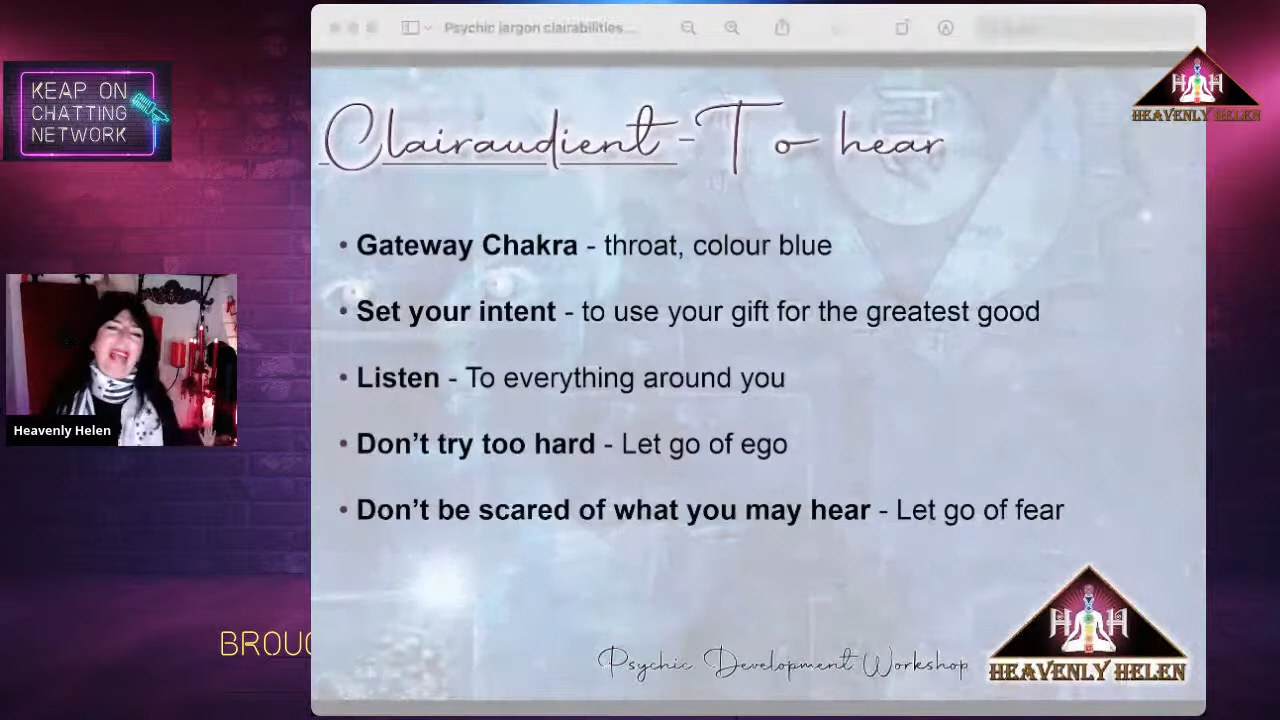 Psychic jargon clairabilities...
KEAP ON
CHATTING
NETWORK
HEAVENLY HELEN
Clairaudient - To hear
• Gateway Chakra - throat, colour blue
• Set your intent - to use your gift for the greatest good
• Listen - To everything around you
• Don’t try too hard - Let go of ego
• Don’t be scared of what you may hear - Let go of fear
Heavenly Helen
BROUG
Psychic Development Workshop
H H
HEAVENLY HELEN